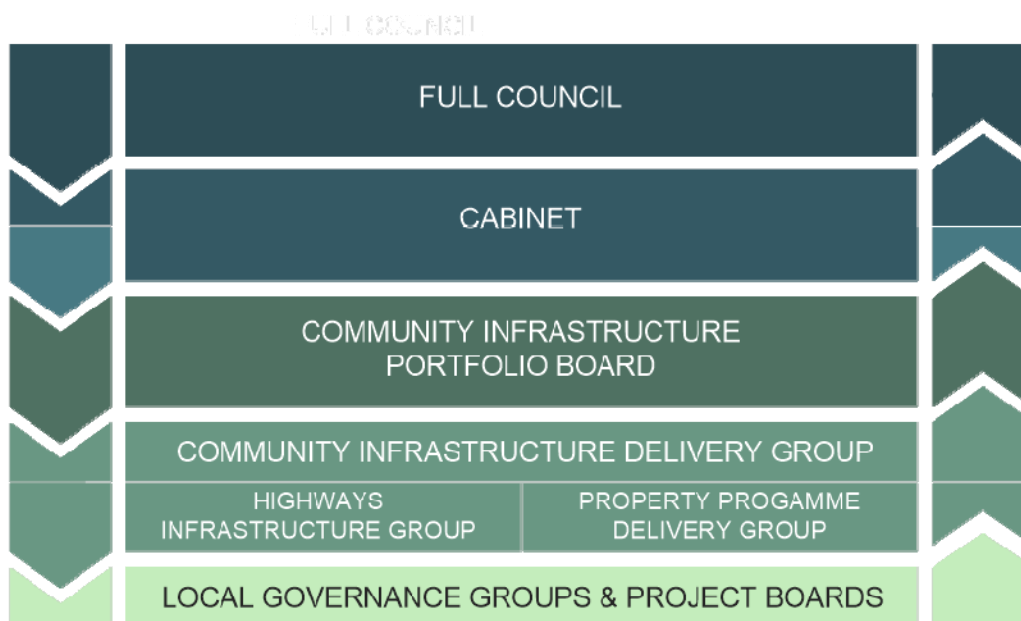 FULL COUNCIL
CABINET
COMMUNITY INFRASTRUCTURE
PORTFOLIO BOARD
COMMUNITY INFRASTRUCTURE DELIVERY GROUP
HIGHWAYS
INFRASTRUCTURE GROUP
PROPERTY PROGAMME
DELIVERY GROUP
LOCAL GOVERNANCE GROUPS & PROJECT BOARDS